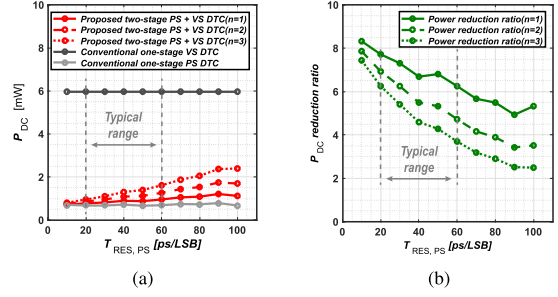 Proposed two-stage PS + VS DTC(n=1)
Proposed two-stage PS + VS DTC(n=2)
Proposed two-stage PS + VS DTC(n=3)
Conventional one-stage VS DTC
Conventional one-stage PS DTC
10
8
6
4
2
0
P DC [mW]
Typical
range
0 20 40 60 80 100
T RES, PS [ps/LSB]
(a)
Power reduction ratio(n=1)
Power reduction ratio(n=2)
Power reduction ratio(n=3)
10
8
6
4
2
0
P DC reduction ratio
Typical
range
0 20 40 60 80 100
T RES, PS [ps/LSB]
(b)